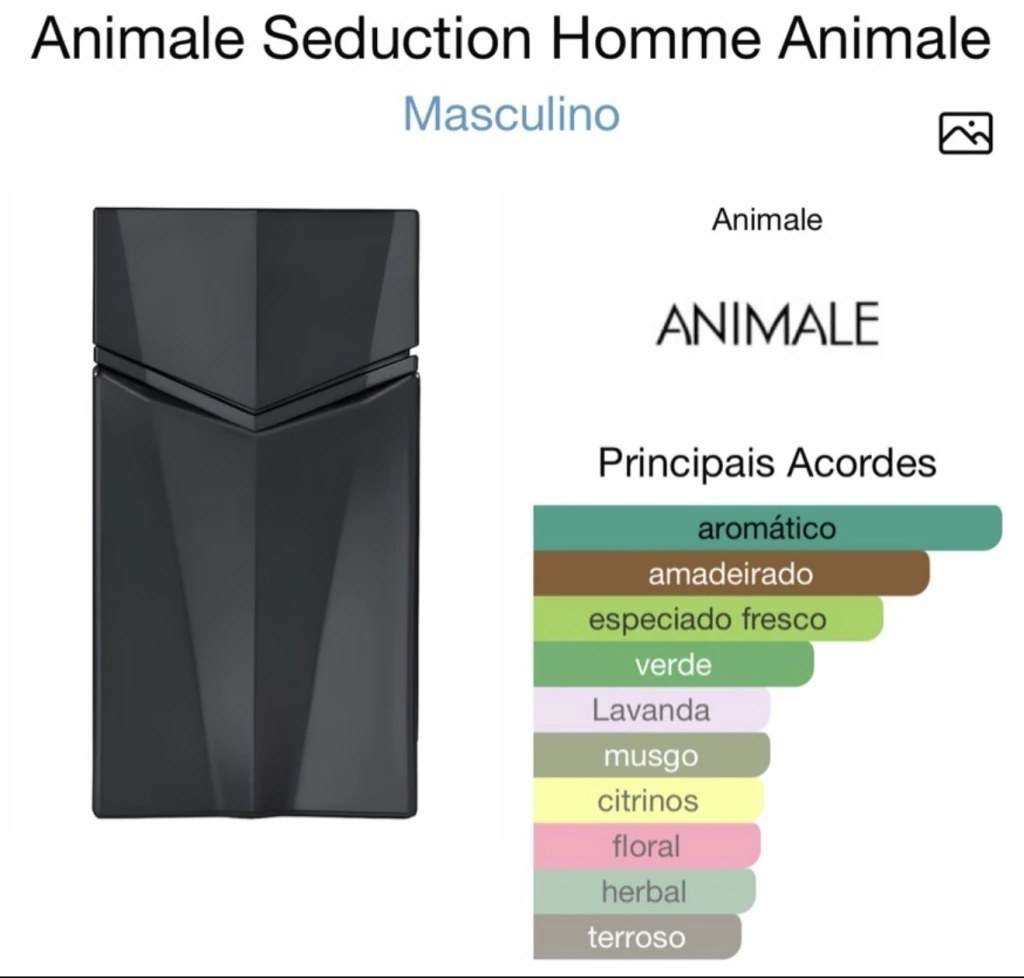 Animale Seduction Homme Animale
Masculino
Animale
ANIMALE
Principais Acordes
aromático
amadeirado
especiado fresco
verde
Lavanda
musgo
citrinos
floral
herbal
terroso